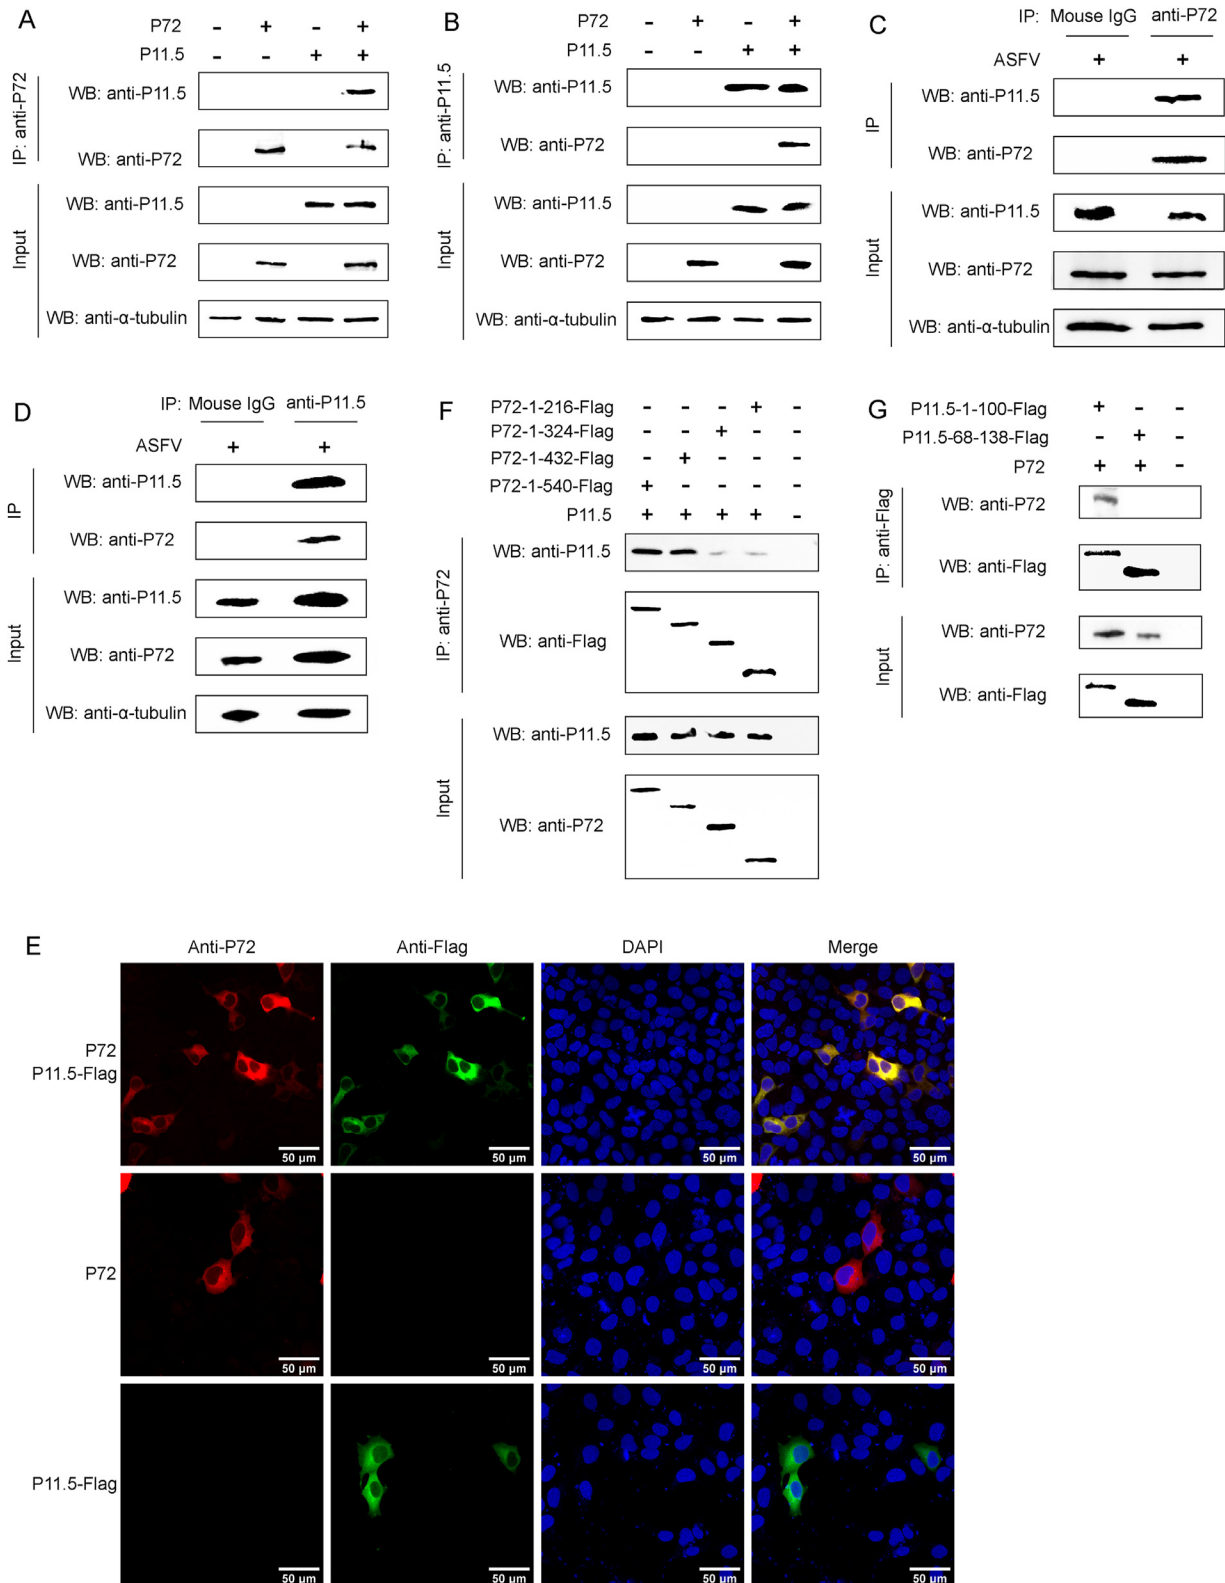 A
P72 - + - +
P11.5 - - + +
IP: anti-P72
WB: anti-P11.5
WB: anti-P72
Input
WB: anti-P11.5
WB: anti-P72
WB: anti-α-tubulin
B
P72 - + - +
P11.5 - - + +
IP: anti-P11.5
WB: anti-P11.5
WB: anti-P72
Input
WB: anti-P11.5
WB: anti-P72
WB: anti-α-tubulin
C
IP: Mouse IgG anti-P72
ASFV + +
IP
WB: anti-P11.5
WB: anti-P72
Input
WB: anti-P11.5
WB: anti-P72
WB: anti-α-tubulin
D
IP: Mouse IgG anti-P11.5
ASFV + +
IP
WB: anti-P11.5
WB: anti-P72
Input
WB: anti-P11.5
WB: anti-P72
WB: anti-α-tubulin
F
P72-1-216-Flag - - - + -
P72-1-324-Flag - - + - -
P72-1-432-Flag - + - - -
P72-1-540-Flag + - - - -
P11.5 + + + + -
IP: anti-P72
WB: anti-P11.5
WB: anti-Flag
Input
WB: anti-P11.5
WB: anti-P72
G
P11.5-1-100-Flag + - -
P11.5-68-138-Flag - + -
P72 + + -
IP: anti-Flag
WB: anti-P72
WB: anti-Flag
Input
WB: anti-P72
WB: anti-Flag
E
Anti-P72 Anti-Flag DAPI Merge
P72
P11.5-Flag
50 μm 50 μm 50 μm 50 μm
P72
50 μm 50 μm 50 μm 50 μm
P11.5-Flag
50 μm 50 μm 50 μm 50 μm